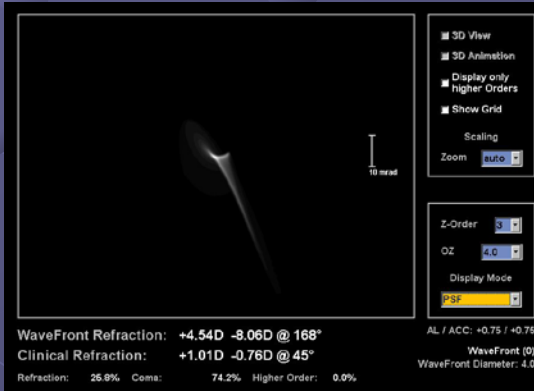 3D View
3D Animation
Display only
higher Orders
Show Grid
Scaling
Zoom auto
10 mrad
Z-Order 3
OZ 4.0
Display Mode
PSF
WaveFront Refraction: +4.54D -8.06D @ 168°
Clinical Refraction: +1.01D -0.76D @ 45°
Refraction: 25.8% Coma: 74.2% Higher Order: 0.0%
AL / ACC: +0.75 / +0.75
WaveFront (0)
WaveFront Diameter: 4.0